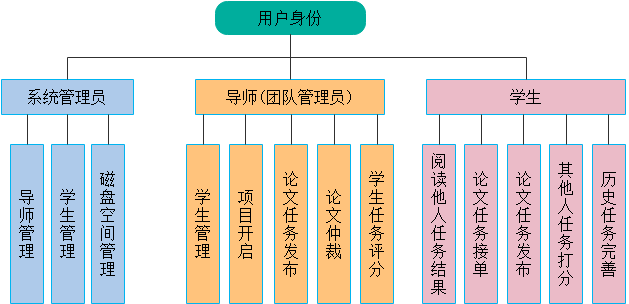 用户身份
系统管理员
导师(团队管理员)
学生
导师管理
学生管理
磁盘空间管理
学生管理
项目开启
论文任务发布
论文仲裁
学生任务评分
阅读他人任务结果
论文任务接单
论文任务发布
其他人任务打分
历史任务完善